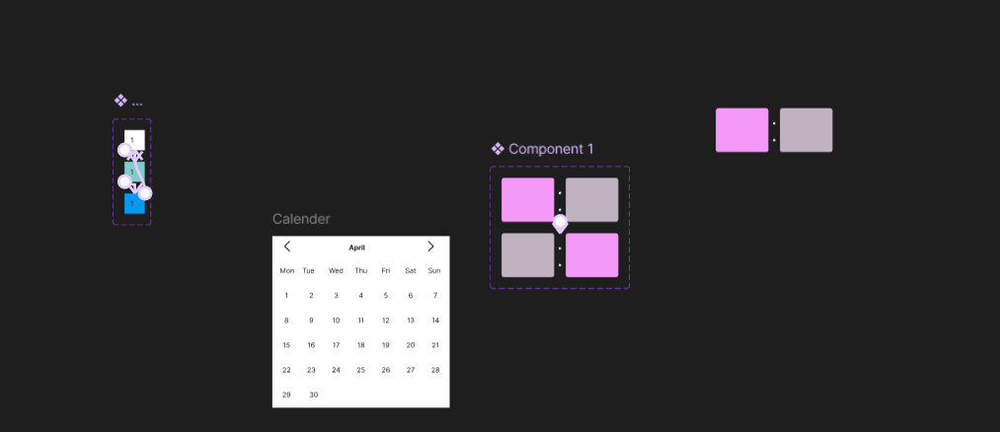 ...
1
1
1
Component 1
Calender
April
Mon Tue Wed Thu Fri Sat Sun
1 2 3 4 5 6 7
8 9 10 11 12 13 14
15 16 17 18 19 20 21
22 23 24 25 26 27 28
29 30